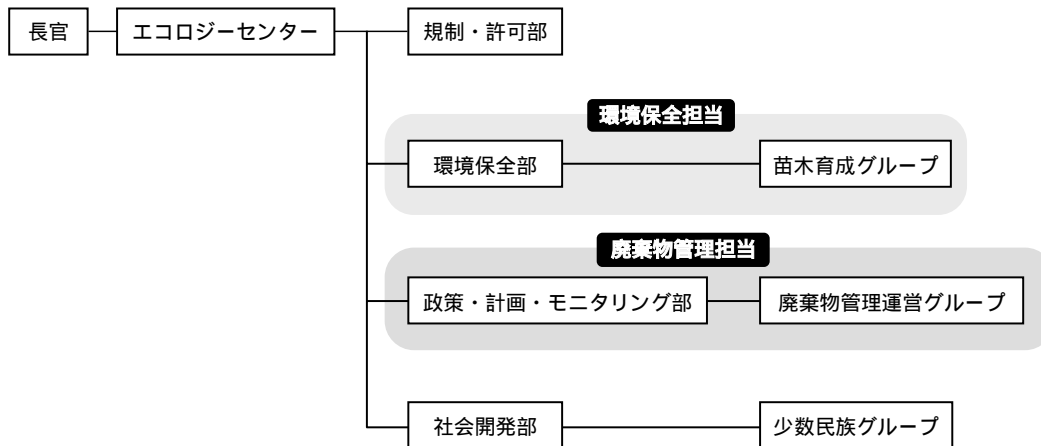 長官
エコロジーセンター
規制・許可部
環境保全担当
環境保全部
苗木育成グループ
廃棄物管理担当
政策・計画・モニタリング部
廃棄物管理運営グループ
社会開発部
少数民族グループ